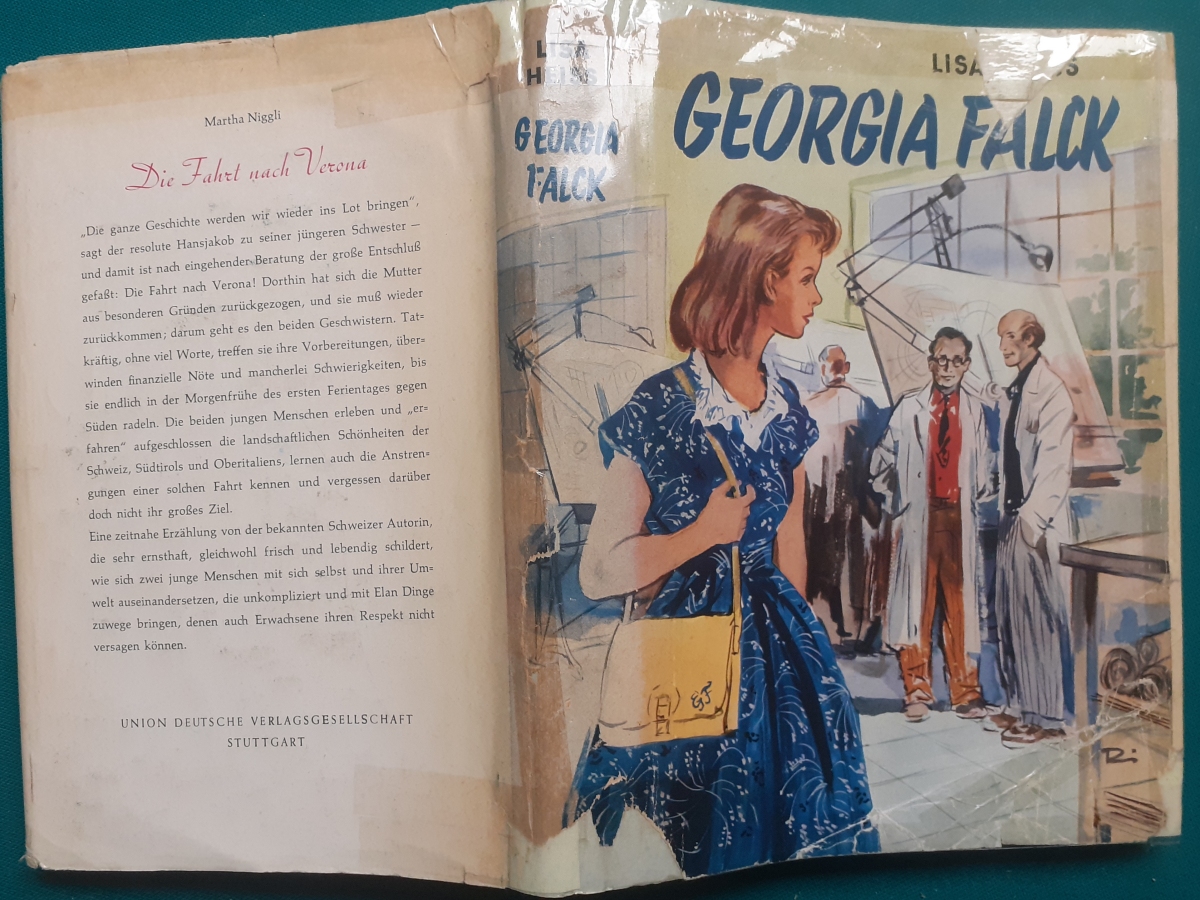 Martha Niggli
Die Fahrt nach Verona
„Die ganze Geschichte werden wir wieder ins Lot bringen“,
sagt der resolute Hansjakob zu seiner jüngeren Schwester —
und damit ist nach eingehender Beratung der große Entschluß
gefaßt: Die Fahrt nach Verona! Dorthin hat sich die Mutter
aus besonderen Gründen zurückgezogen, und sie muß wieder
zurückkommen; darum geht es den beiden Geschwistern. Tat=
kräftig, ohne viel Worte, treffen sie ihre Vorbereitungen, über=
winden finanzielle Nöte und mancherlei Schwierigkeiten, bis
sie endlich in der Morgenfrühe des ersten Ferientages gegen
Süden radeln. Die beiden jungen Menschen erleben und „er=
fahren“ aufgeschlossen die landschaftlichen Schönheiten der
Schweiz, Südtirols und Oberitaliens, lernen auch die Anstren=
gungen einer solchen Fahrt kennen und vergessen darüber
doch nicht ihr großes Ziel.
Eine zeitnahe Erzählung von der bekannten Schweizer Autorin,
die sehr ernsthaft, gleichwohl frisch und lebendig schildert,
wie sich zwei junge Menschen mit sich selbst und ihrer Um=
welt auseinandersetzen, die unkompliziert und mit Elan Dinge
zuwege bringen, denen auch Erwachsene ihren Respekt nicht
versagen können.
UNION DEUTSCHE VERLAGSGESELLSCHAFT
STUTTGART
LISA
HEISS
GEORGIA
FALCK
LISA
GEORGIA FALCK
GF
Ri